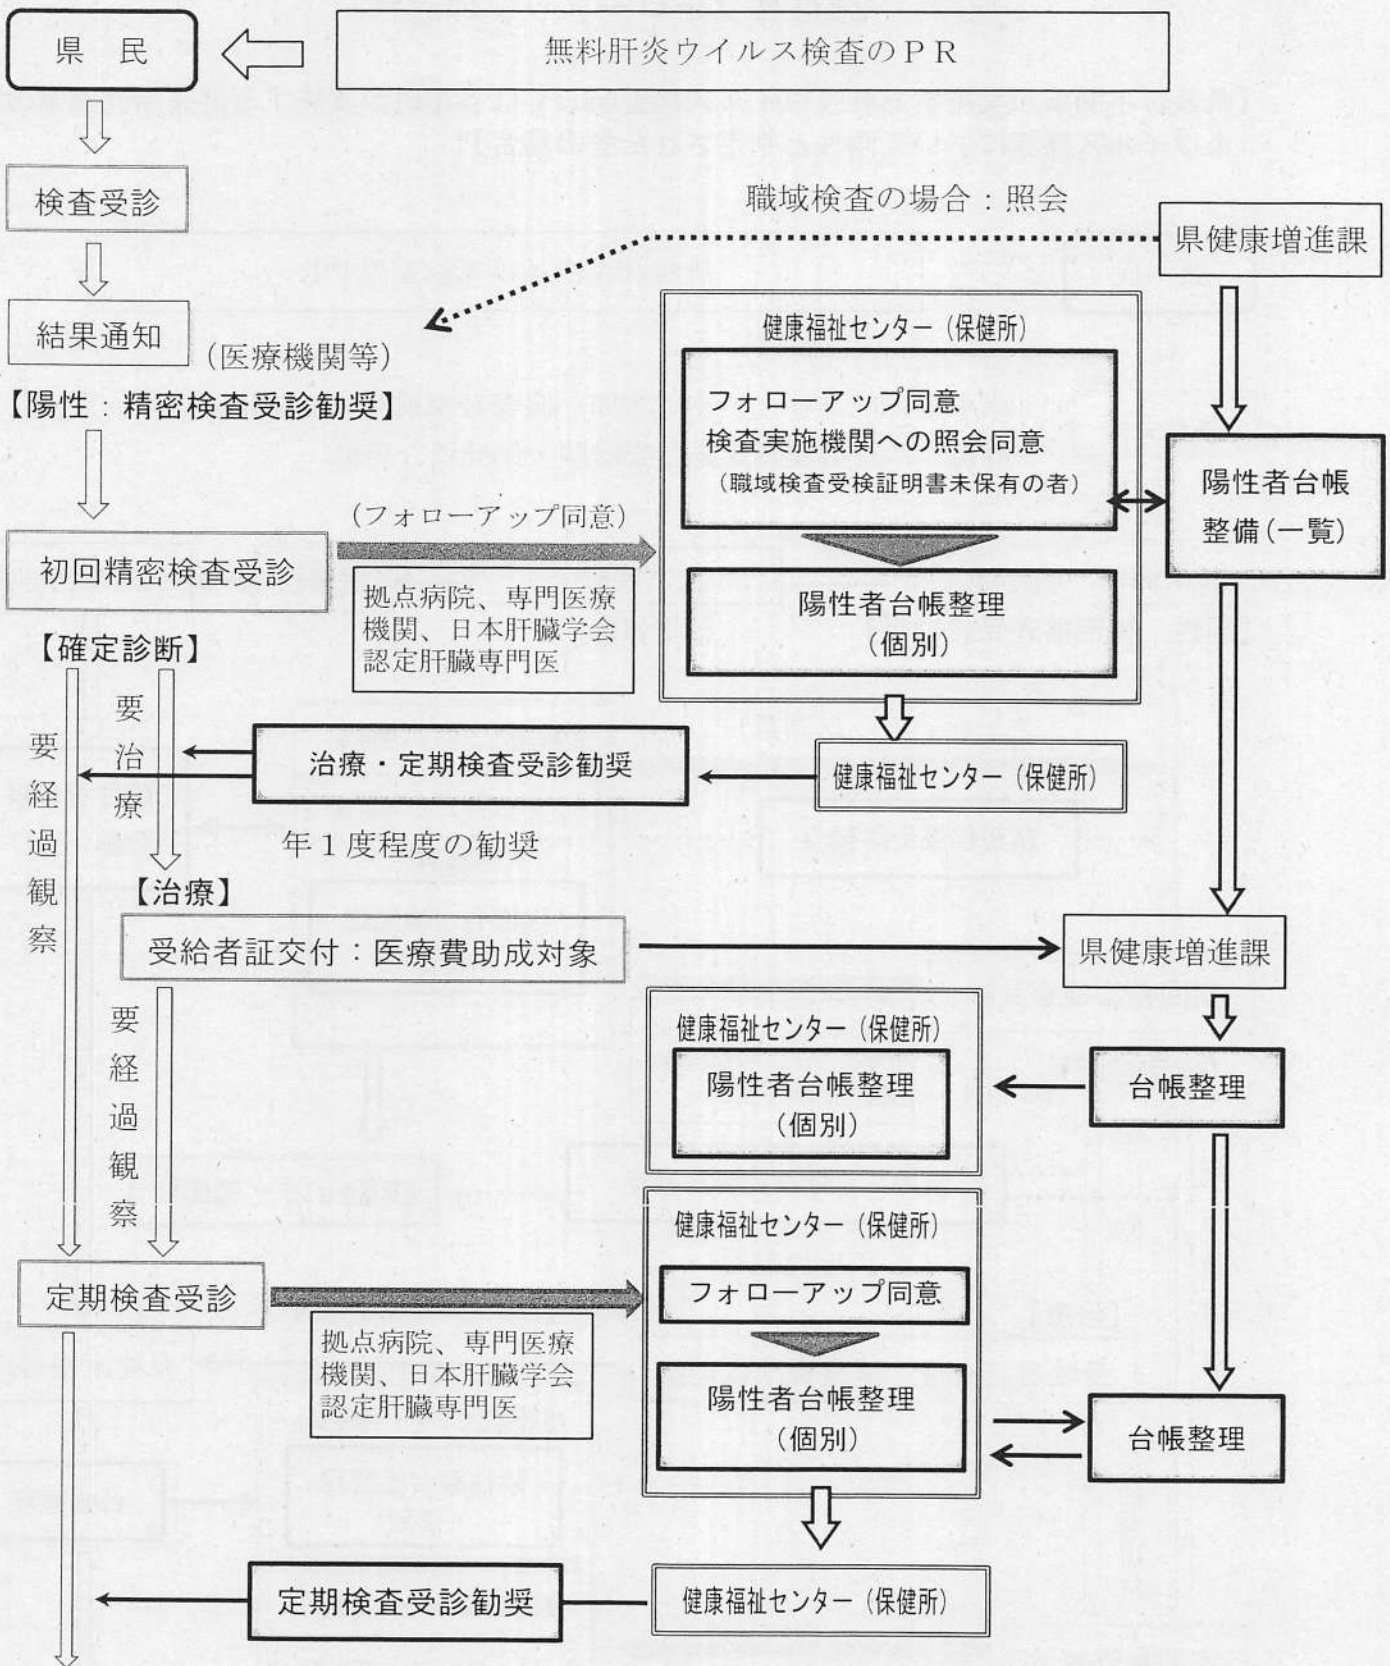 県　民
無料肝炎ウイルス検査のＰＲ
検査受診
職域検査の場合：照会
県健康増進課
結果通知
（医療機関等）
【陽性：精密検査受診勧奨】
健康福祉センター（保健所）
フォローアップ同意
検査実施機関への照会同意
（職域検査受検証明書未保有の者）
陽性者台帳
整備（一覧）
（フォローアップ同意）
初回精密検査受診
拠点病院、専門医療
機関、日本肝臓学会
認定肝臓専門医
陽性者台帳整理
（個別）
【確定診断】
要治療
要経過観察
治療・定期検査受診勧奨
健康福祉センター（保健所）
年１度程度の勧奨
【治療】
受給者証交付：医療費助成対象
県健康増進課
要経過観察
健康福祉センター（保健所）
陽性者台帳整理
（個別）
台帳整理
健康福祉センター（保健所）
定期検査受診
フォローアップ同意
拠点病院、専門医療
機関、日本肝臓学会
認定肝臓専門医
陽性者台帳整理
（個別）
台帳整理
定期検査受診勧奨
健康福祉センター（保健所）